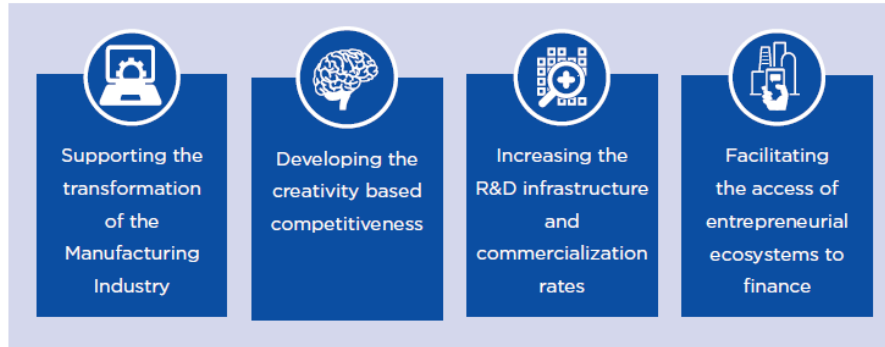 Supporting the
transformation
of the
Manufacturing
Industry
Developing the
creativity based
competitiveness
Increasing the
R&D infrastructure
and
commercialization
rates
Facilitating
the access of
entrepreneurial
ecosystems to
finance